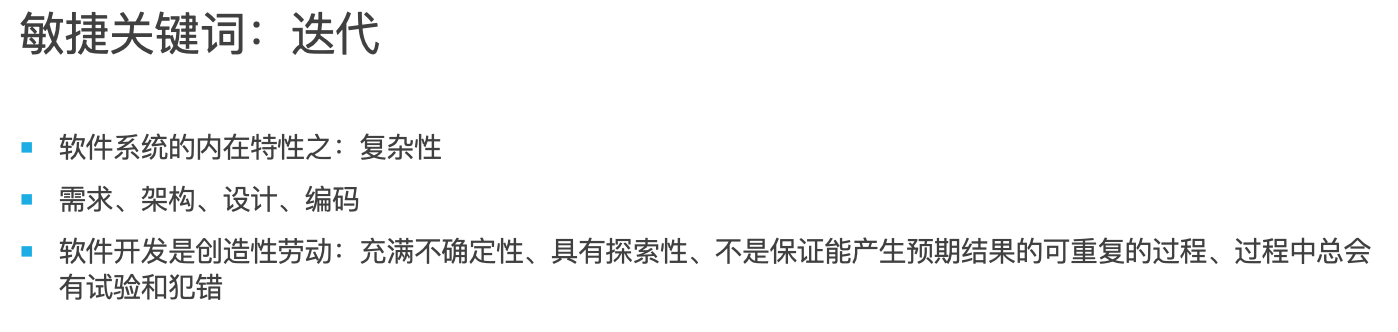 敏捷关键词：迭代
软件系统的内在特性之：复杂性
需求、架构、设计、编码
软件开发是创造性劳动：充满不确定性、具有探索性、不是保证能产生预期结果的可重复的过程、过程中总会
有试验和犯错